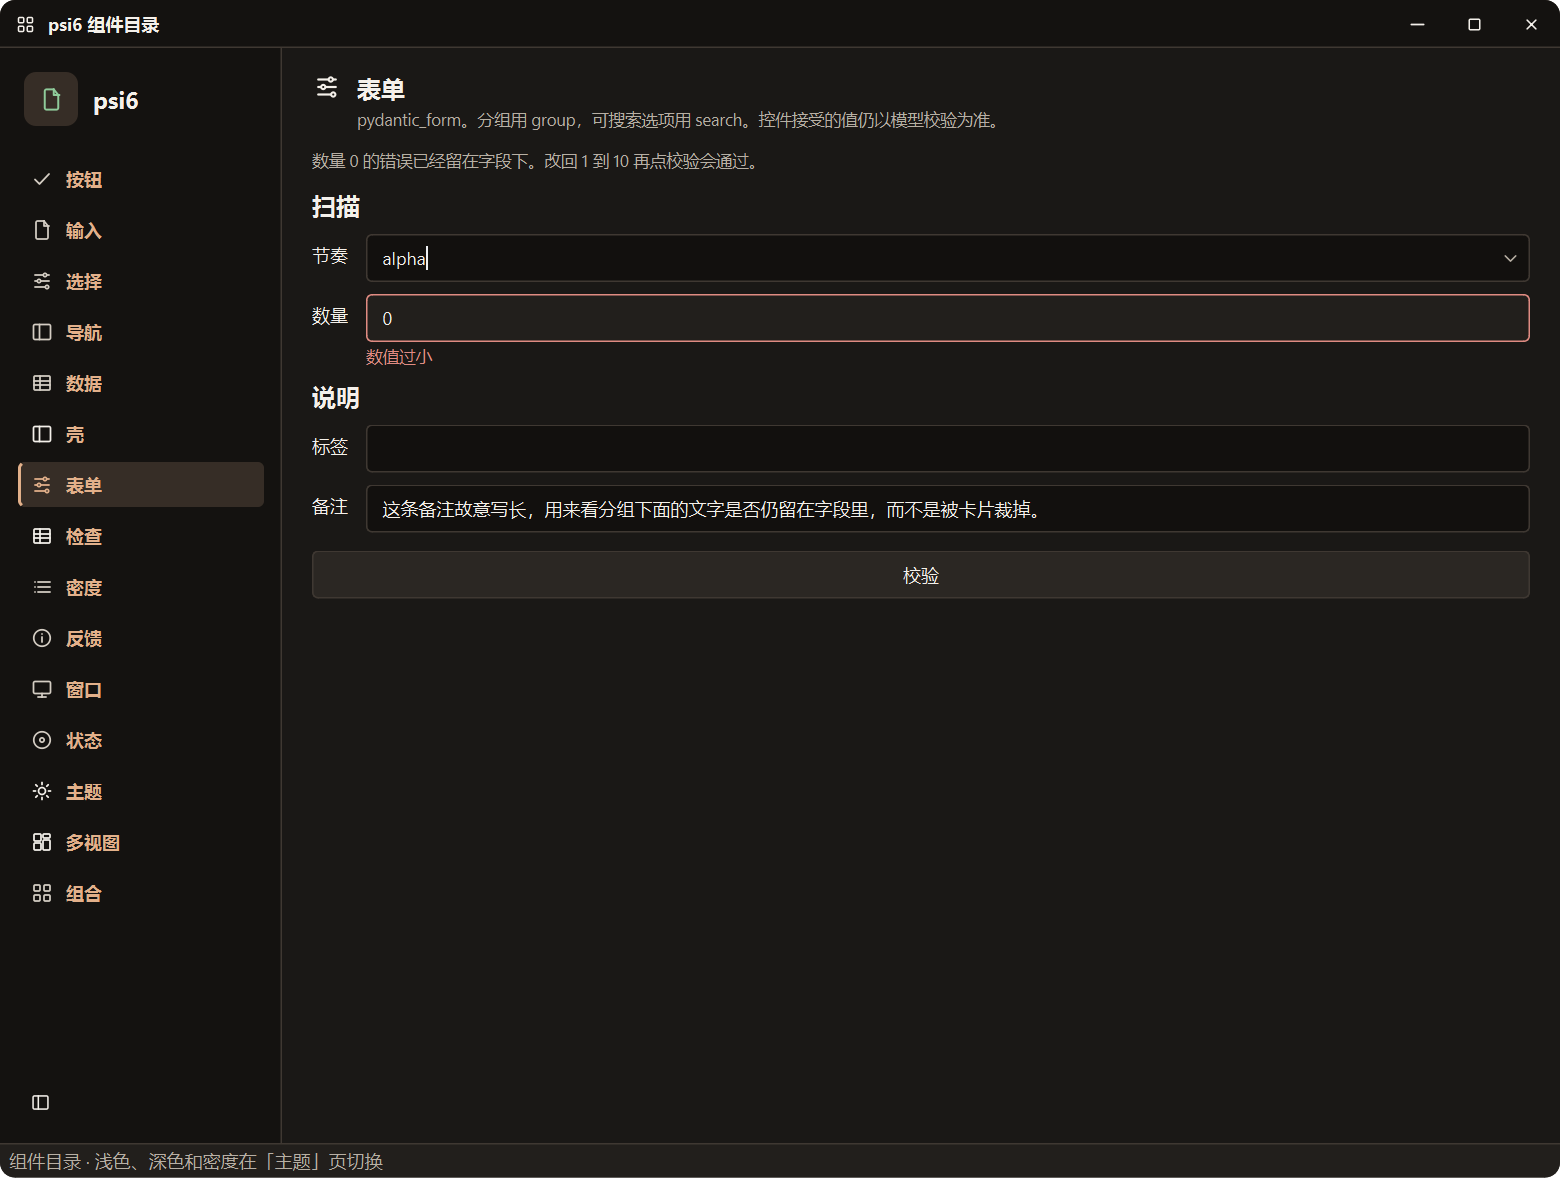 psi6 组件目录
psi6
按钮
输入
选择
导航
数据
壳
表单
检查
密度
反馈
窗口
状态
主题
多视图
组合
表单
pydantic_form。分组用 group，可搜索选项用 search。控件接受的值仍以模型校验为准。
数量 0 的错误已经留在字段下。改回 1 到 10 再点校验会通过。
扫描
节奏 alpha
数量 0
数值过小
说明
标签
备注 这条备注故意写长，用来看分组下面的文字是否仍留在字段里，而不是被卡片裁掉。
校验
组件目录 · 浅色、深色和密度在「主题」页切换